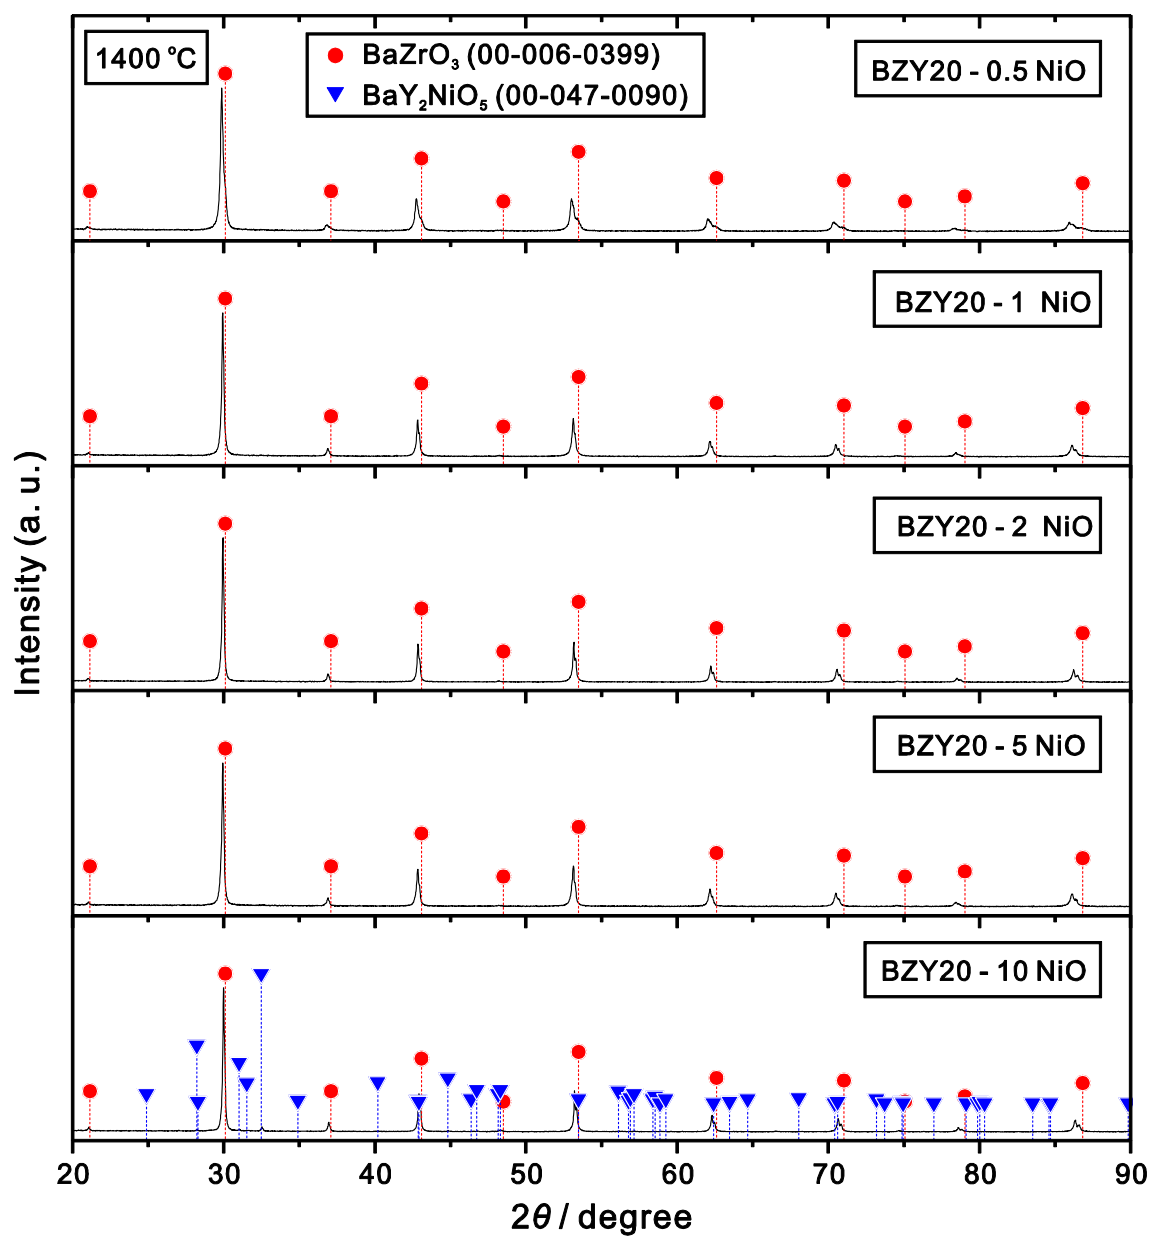 1400 °C
BaZrO₃ (00-006-0399)
BaY₂NiO₅ (00-047-0090)
BZY20 - 0.5 NiO
BZY20 - 1 NiO
BZY20 - 2 NiO
BZY20 - 5 NiO
BZY20 - 10 NiO
Intensity (a. u.)
20 30 40 50 60 70 80 90
2θ / degree